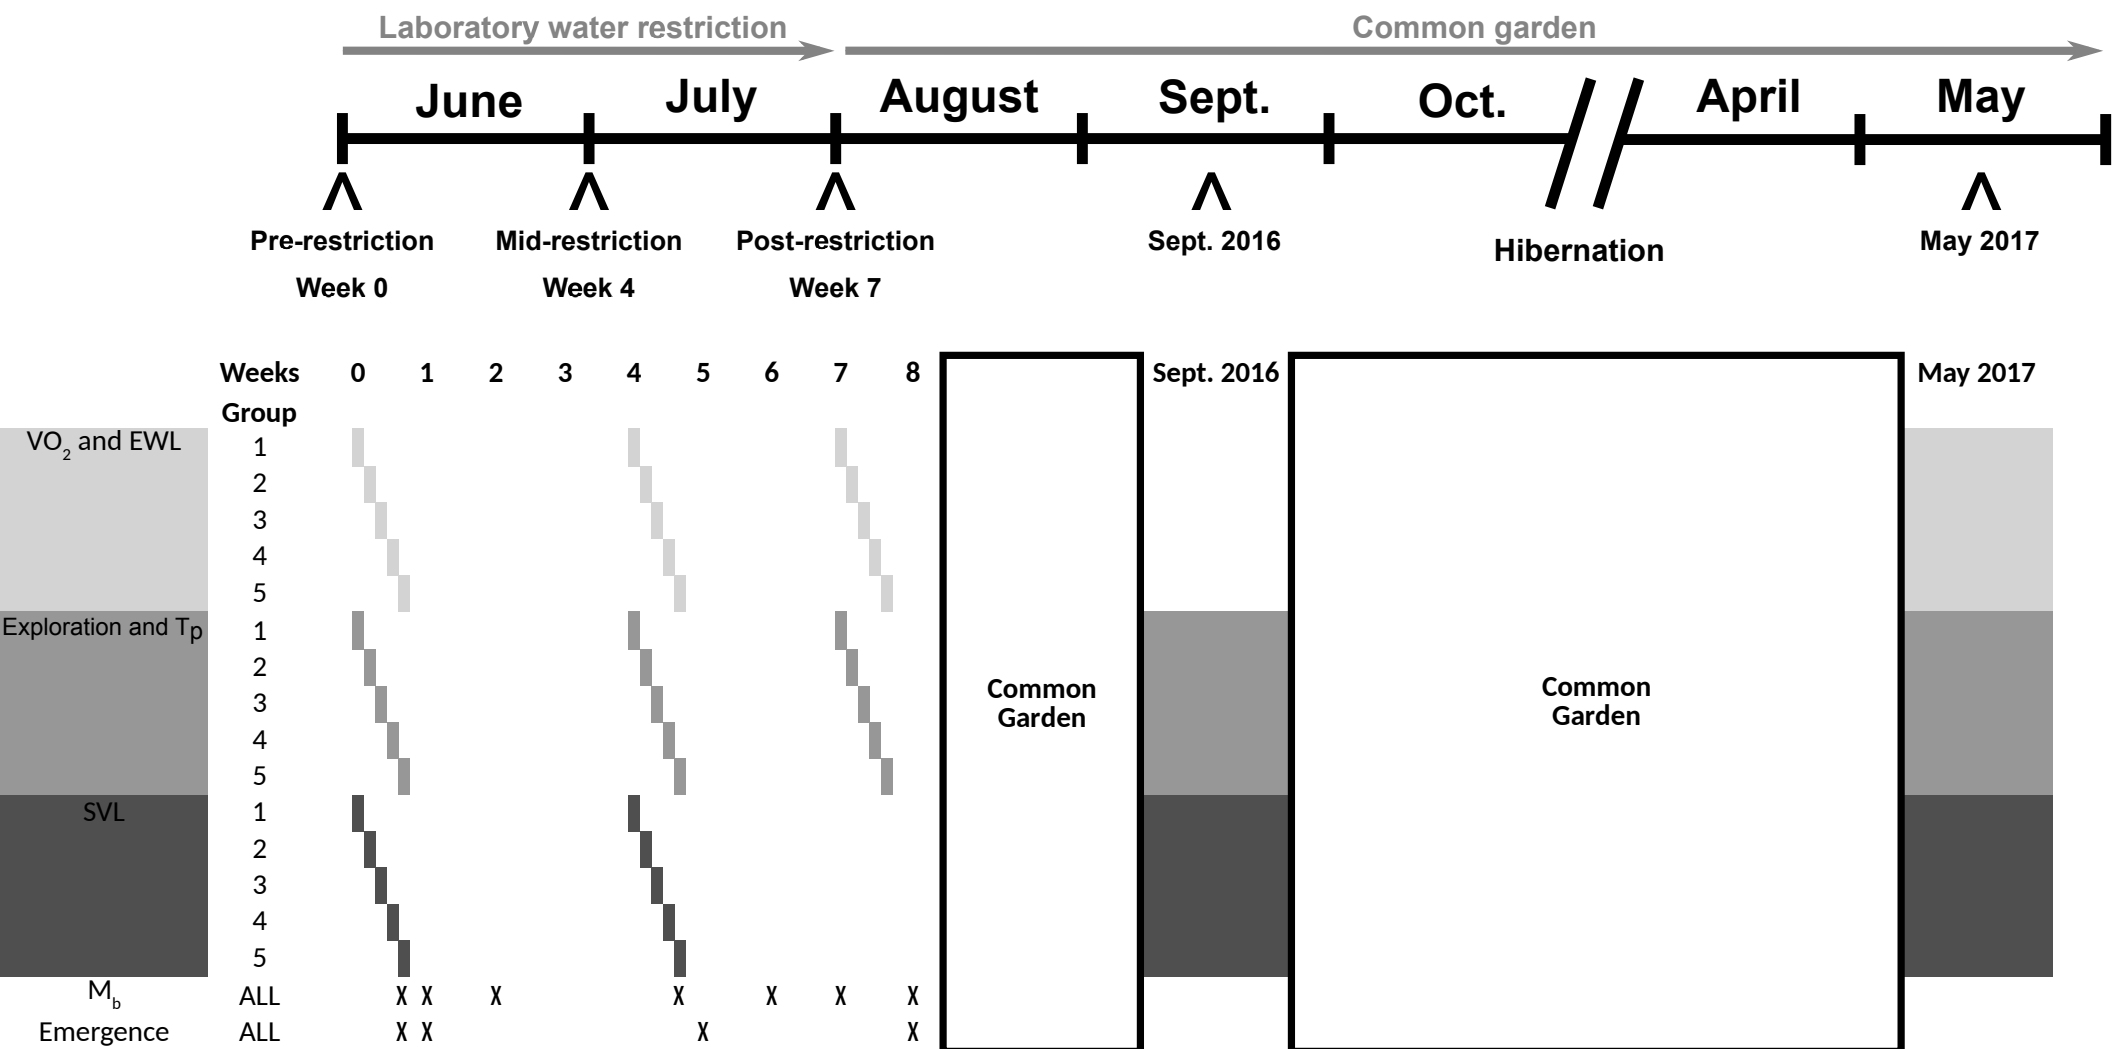 Laboratory water restriction Common garden
June July August Sept. Oct. April May
Pre-restriction Mid-restriction Post-restriction Sept. 2016 Hibernation May 2017
Week 0 Week 4 Week 7
Weeks 0 1 2 3 4 5 6 7 8 Sept. 2016 May 2017
Group
VO2 and EWL 1
2
3
4
5
Exploration and Tp 1
2
3
4
5
Common Garden
Common Garden
SVL 1
2
3
4
5
Mb ALL X X X X X X X
Emergence ALL X X X X